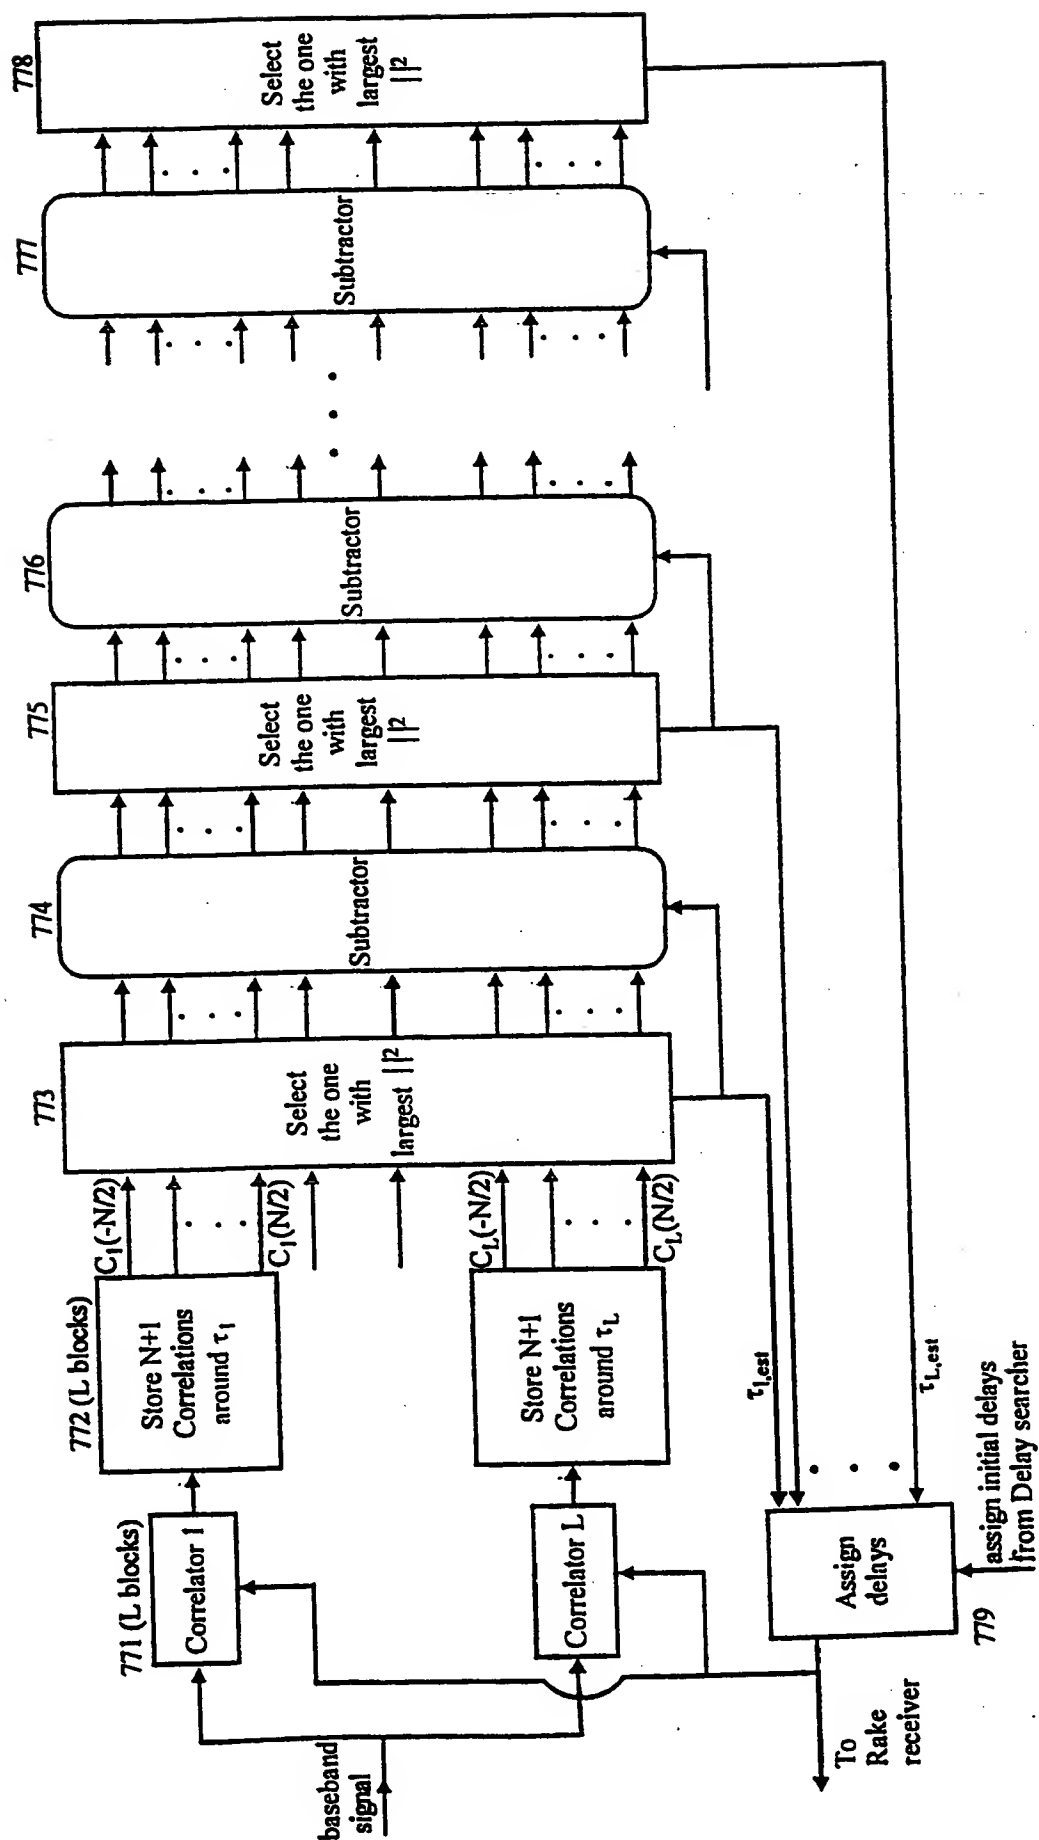 baseband
signal
771 (L blocks)
Correlator 1
Correlator L
772 (L blocks)
Store N+1
Correlations
around τ₁
Store N+1
Correlations
around τL
C₁(-N/2)
C₁(N/2)
CL(-N/2)
CL(N/2)
773
Select
the one
with
largest ||²
774
Subtractor
775
Select
the one
with
largest
||²
776
Subtractor
777
Subtractor
778
Select
the one
with
largest
||²
τ₁,est
τL,est
Assign
delays
779
assign initial delays
from Delay searcher
To
Rake
receiver